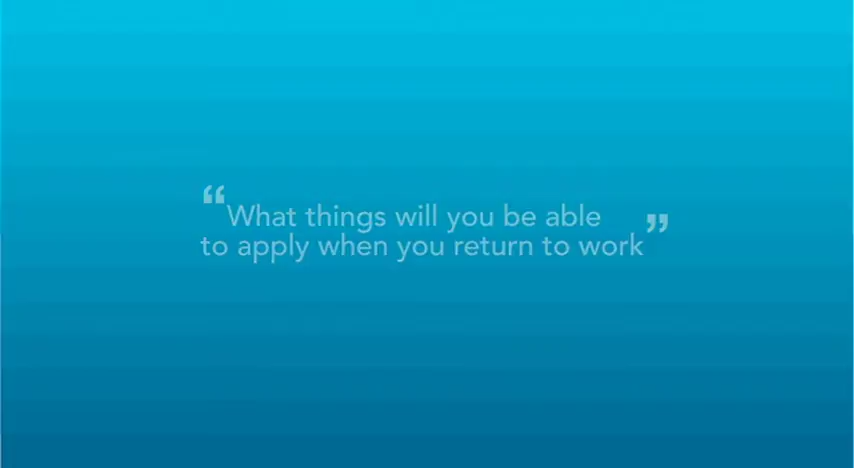 “What things will you be able
to apply when you return to work”